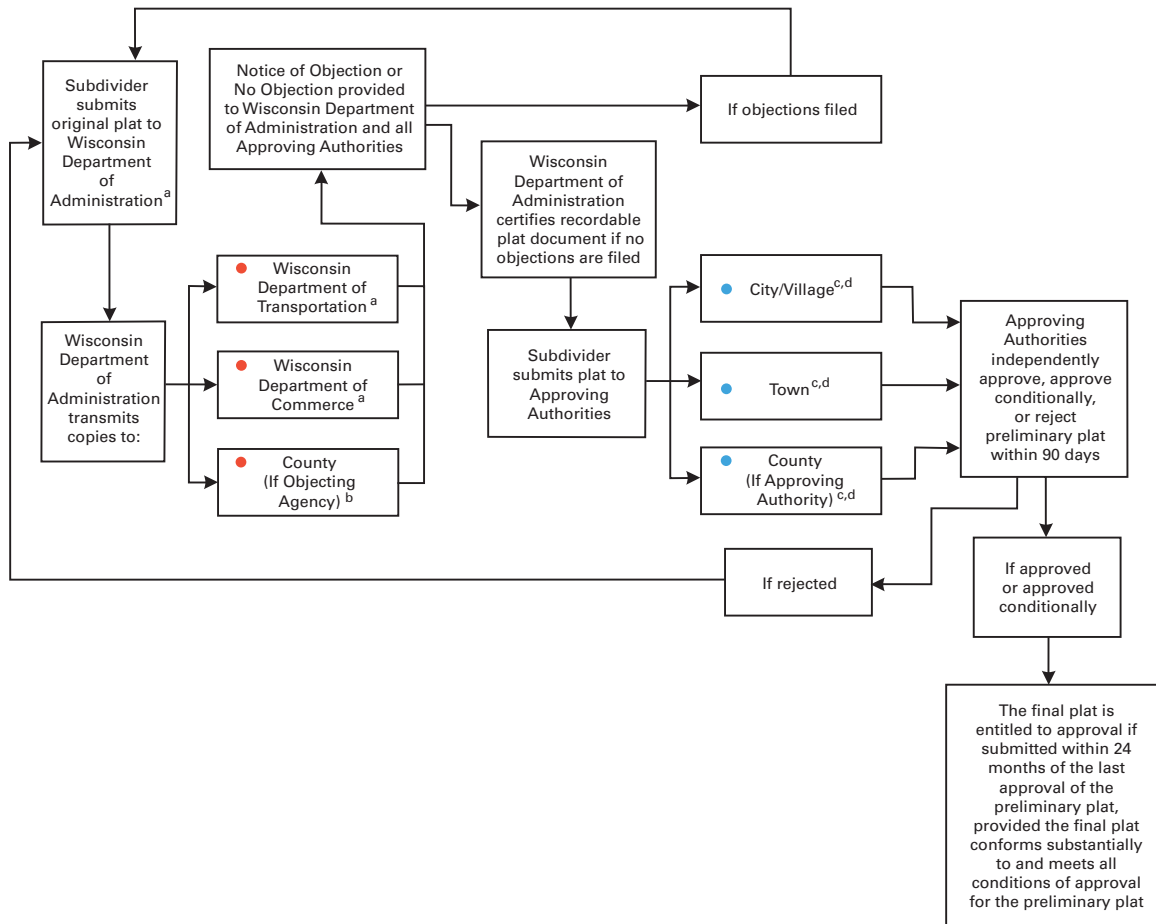 Subdivider
submits
original plat to
Wisconsin
Department
of
Administration a
Wisconsin
Department
of
Administration
transmits
copies to:
Notice of Objection or
No Objection provided
to Wisconsin Department
of Administration and all
Approving Authorities
Wisconsin
Department of
Transportation a
Wisconsin
Department of
Commerce a
County
(If Objecting
Agency) b
If objections filed
Wisconsin
Department of
Administration
certifies recordable
plat document if no
objections are filed
Subdivider
submits plat to
Approving
Authorities
City/Village c,d
Town c,d
County
(If Approving
Authority) c,d
Approving
Authorities
independently
approve, approve
conditionally,
or reject
preliminary plat
within 90 days
If rejected
If approved
or approved
conditionally
The final plat is
entitled to approval if
submitted within 24
months of the last
approval of the
preliminary plat,
provided the final plat
conforms substantially
to and meets all
conditions of approval
for the preliminary plat